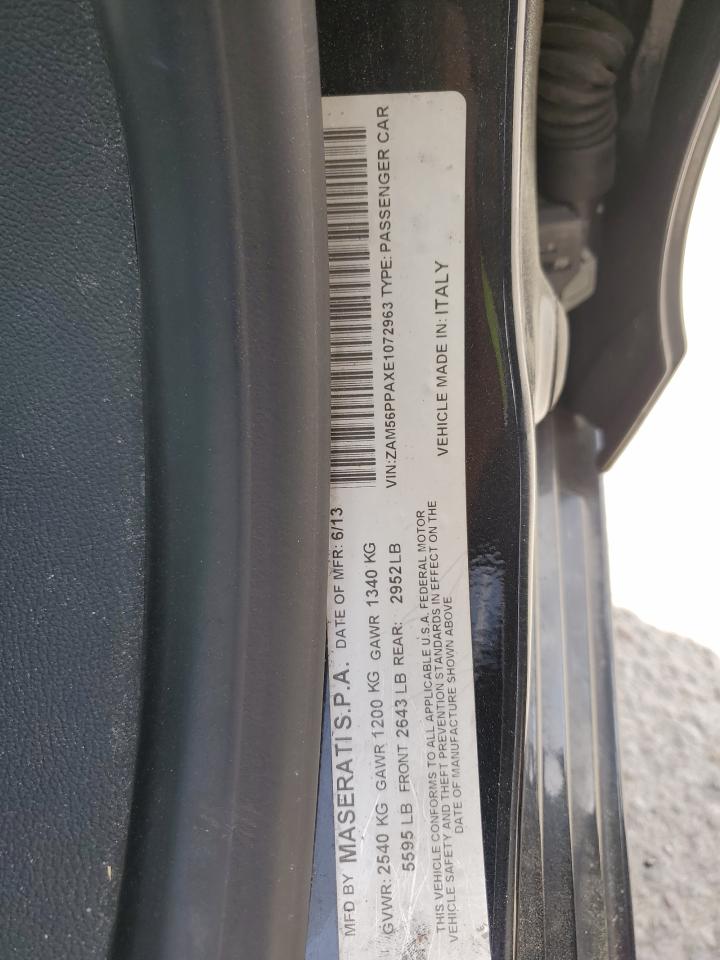 MFD BY MASERATI S.P.A. DATE OF MFR: 6/13
GVWR: 2540 KG GAWR 1200 KG GAWR 1340 KG
5595 LB FRONT 2643 LB REAR: 2952 LB
THIS VEHICLE CONFORMS TO ALL APPLICABLE U.S.A. FEDERAL MOTOR
VEHICLE SAFETY AND THEFT PREVENTION STANDARDS IN EFFECT ON THE
DATE OF MANUFACTURE SHOWN ABOVE
VIN:ZAM56PPAXE1072963 TYPE: PASSENGER CAR
VEHICLE MADE IN: ITALY